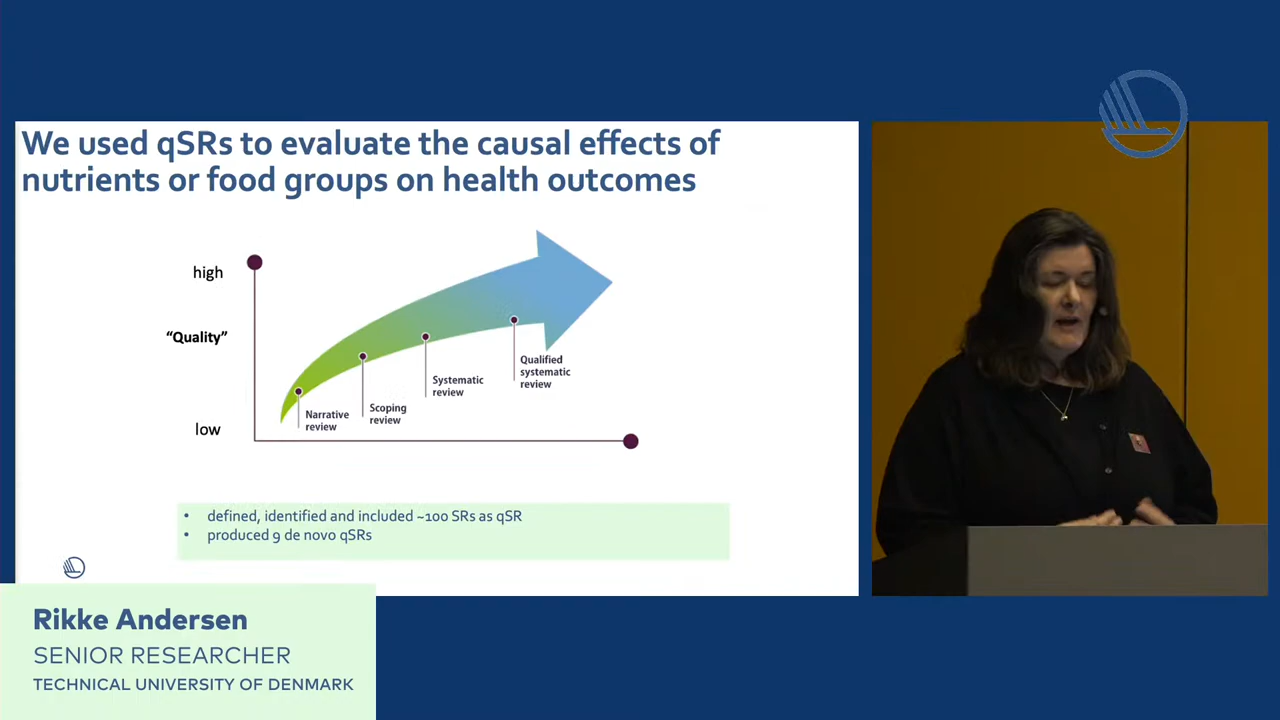 We used qSRs to evaluate the causal effects of
nutrients or food groups on health outcomes
high
“Quality”
low
Narrative
review
Scoping
review
Systematic
review
Qualified
systematic
review
• defined, identified and included ~100 SRs as qSR
• produced 9 de novo qSRs
Rikke Andersen
SENIOR RESEARCHER
TECHNICAL UNIVERSITY OF DENMARK